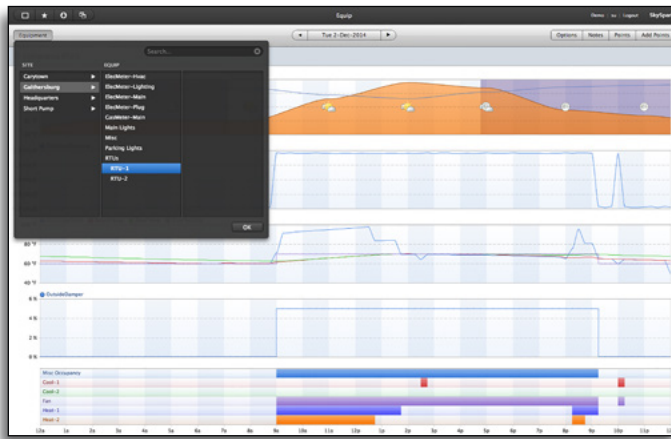 Equip
Demo su Logout SkySpar
Equipment
Tue 2-Dec-2014
Options Notes Points Add Points
Search...
SITE EQUIP
Carytown ElecMeter-Hvac
Gaithersburg ElecMeter-Lighting
Headquarters ElecMeter-Main
Short Pump ElecMeter-Plug
GasMeter-Main
Main Lights
Misc
Parking Lights
RTUs
RTU-1
RTU-2
OK
80 °F
60 °F
40 °F
OutsideDamper
6 %
4 %
2 %
0 %
Misc Occupancy
Cool-1
Cool-2
Fan
Heat-1
Heat-2
12a 1a 2a 3a 4a 5a 6a 7a 8a 9a 10a 11a 12p 1p 2p 3p 4p 5p 6p 7p 8p 9p 10p 11p 12